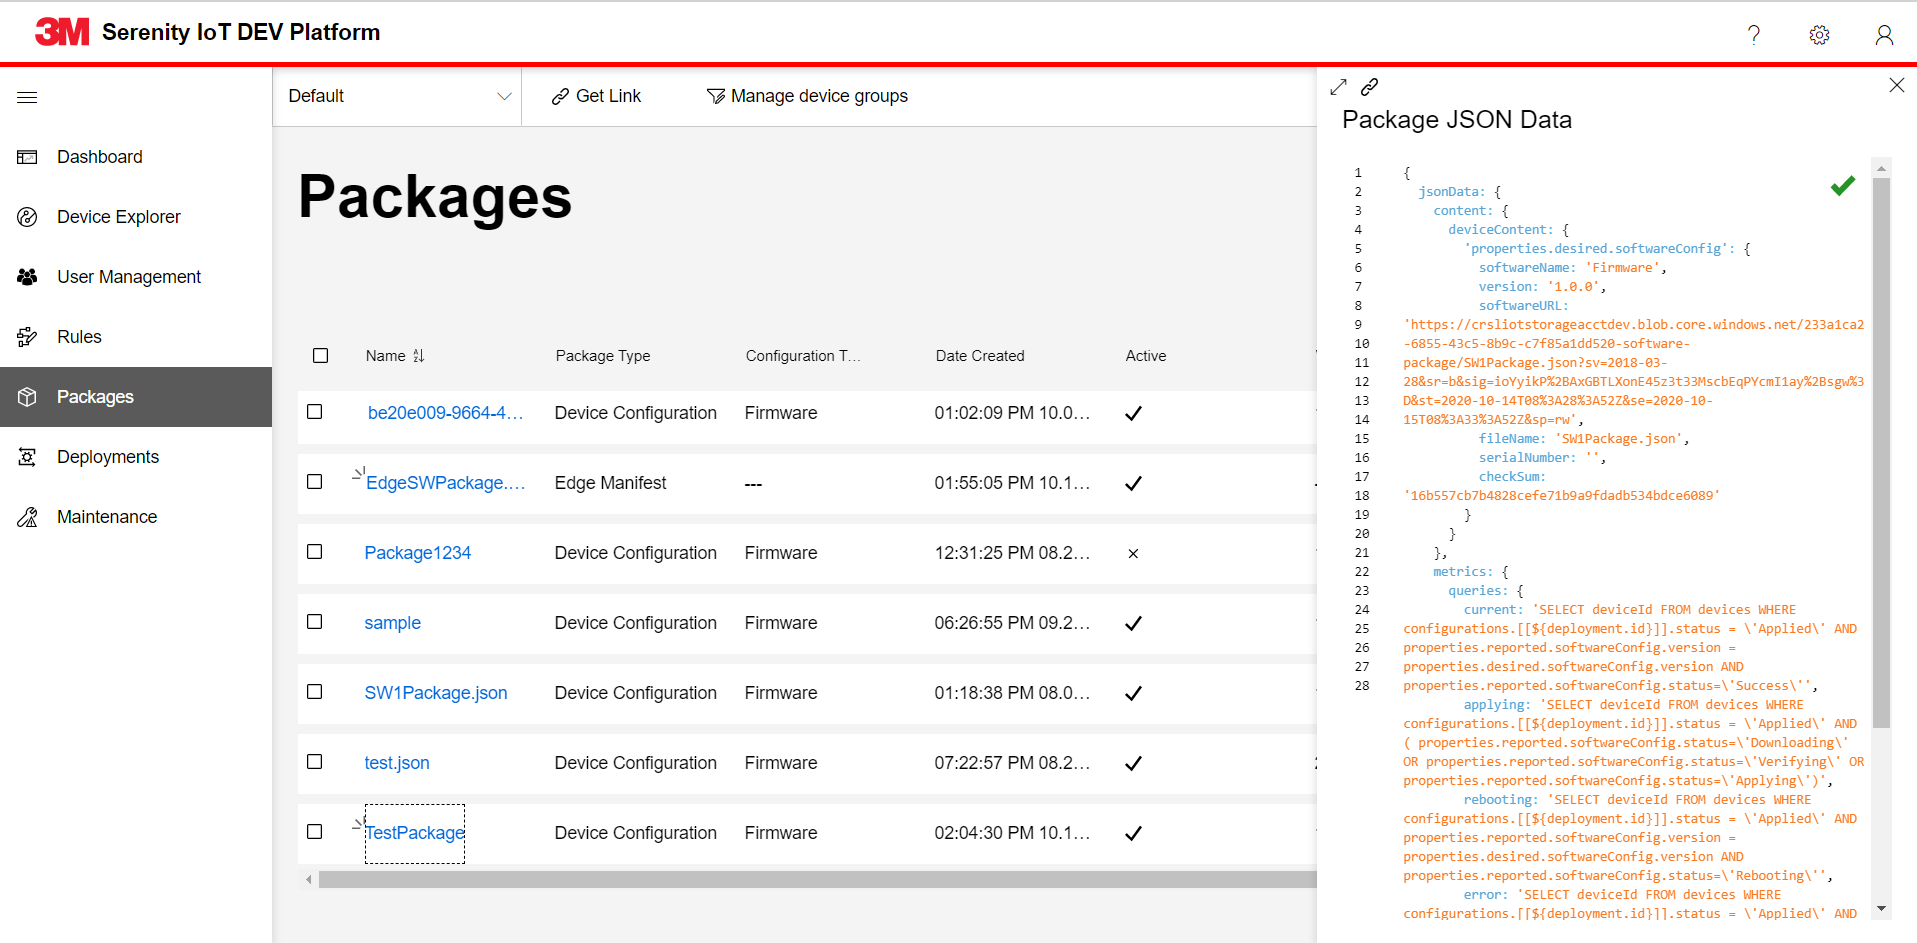 3M Serenity IoT DEV Platform
Default
Get Link
Manage device groups
Dashboard
Device Explorer
User Management
Rules
Packages
Deployments
Maintenance
Packages
Name Package Type Configuration T... Date Created Active
be20e009-9664-4... Device Configuration Firmware 01:02:09 PM 10.0...
EdgeSWPackage.... Edge Manifest --- 01:55:05 PM 10.1...
Package1234 Device Configuration Firmware 12:31:25 PM 08.2...
sample Device Configuration Firmware 06:26:55 PM 09.2...
SW1Package.json Device Configuration Firmware 01:18:38 PM 08.0...
test.json Device Configuration Firmware 07:22:57 PM 08.2...
TestPackage Device Configuration Firmware 02:04:30 PM 10.1...
Package JSON Data
1 {
2 jsonData: {
3 content: {
4 deviceContent: {
5 'properties.desired.softwareConfig': {
6 softwareName: 'Firmware',
7 version: '1.0.0',
8 softwareURL:
9 'https://crsliotstorageacctdev.blob.core.windows.net/233a1ca2
10 -6855-43c5-8b9c-c7f85a1dd520-software-
11 package/SW1Package.json?sv=2018-03-
12 28&sr=b&sig=ioYyikP%2BAxGBTLXonE45z3t33MscbEqPYcmI1ay%2Bsgw%3
13 D&st=2020-10-14T08%3A28%3A52Z&se=2020-10-
14 15T08%3A33%3A52Z&sp=rw',
15 fileName: 'SW1Package.json',
16 serialNumber: '',
17 checkSum:
18 '16b557cb7b4828cefe71b9a9fdadb534bdce6089'
19 }
20 }
21 },
22 metrics: {
23 queries: {
24 current: 'SELECT deviceId FROM devices WHERE
25 configurations.[[${deployment.id}]].status = \'Applied\' AND
26 properties.reported.softwareConfig.version =
27 properties.desired.softwareConfig.version AND
28 properties.reported.softwareConfig.status=\'Success\'',
applying: 'SELECT deviceId FROM devices WHERE
configurations.[[${deployment.id}]].status = \'Applied\' AND
( properties.reported.softwareConfig.status=\'Downloading\'
OR properties.reported.softwareConfig.status=\'Verifying\' OR
properties.reported.softwareConfig.status=\'Applying\')',
rebooting: 'SELECT deviceId FROM devices WHERE
configurations.[[${deployment.id}]].status = \'Applied\' AND
properties.reported.softwareConfig.version =
properties.desired.softwareConfig.version AND
properties.reported.softwareConfig.status=\'Rebooting\'',
error: 'SELECT deviceId FROM devices WHERE
configurations.[[${deployment.id}]].status = \'Applied\' AND